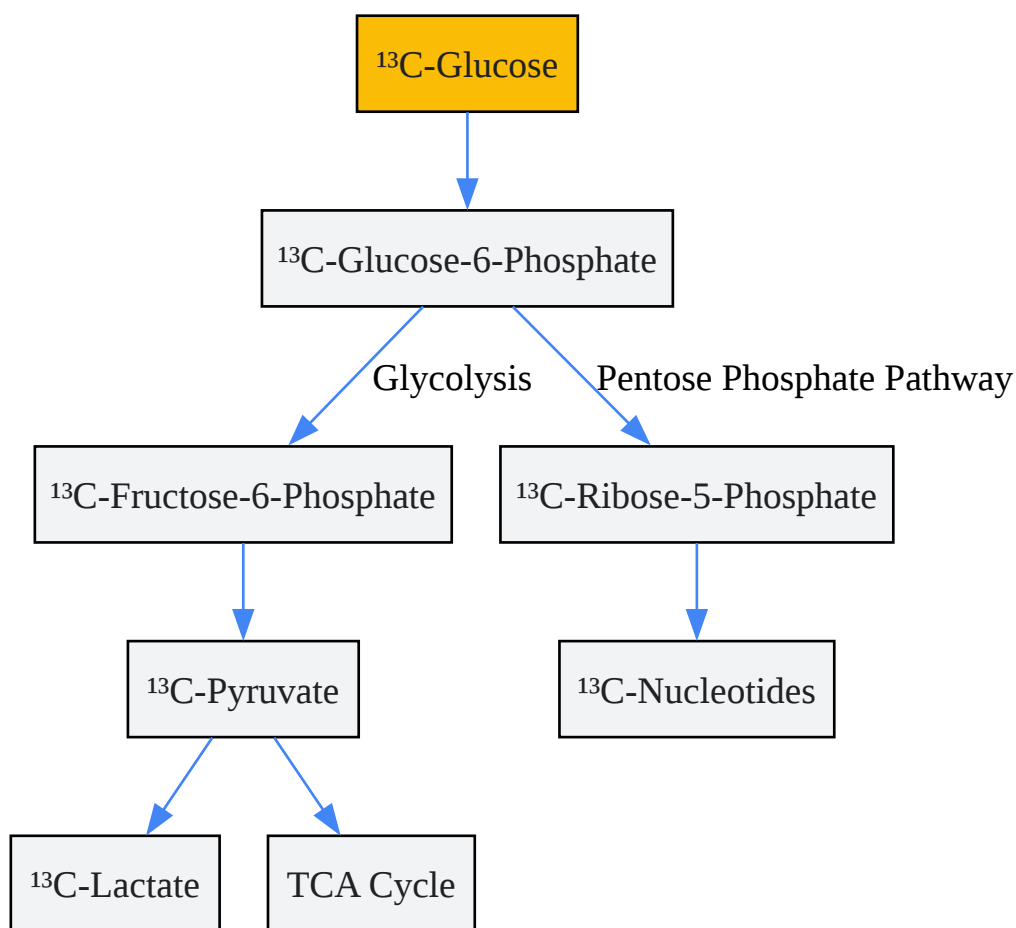 ¹³C-Glucose
¹³C-Glucose-6-Phosphate
Glycolysis
Pentose Phosphate Pathway
¹³C-Fructose-6-Phosphate
¹³C-Ribose-5-Phosphate
¹³C-Pyruvate
¹³C-Nucleotides
¹³C-Lactate
TCA Cycle